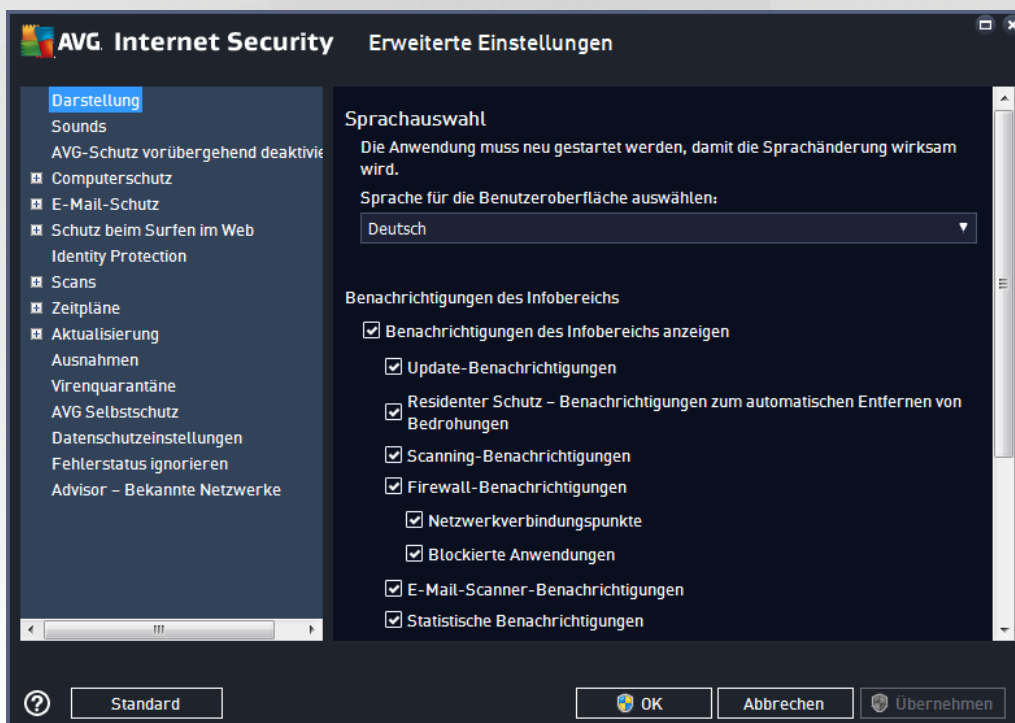 AVG. Internet Security
Erweiterte Einstellungen
Darstellung
Sounds
AVG-Schutz vorübergehend deaktivie
Computerschutz
E-Mail-Schutz
Schutz beim Surfen im Web
Identity Protection
Scans
Zeitpläne
Aktualisierung
Ausnahmen
Virenquarantäne
AVG Selbstschutz
Datenschutzeinstellungen
Fehlerstatus ignorieren
Advisor – Bekannte Netzwerke
Sprachauswahl
Die Anwendung muss neu gestartet werden, damit die Sprachänderung wirksam
wird.
Sprache für die Benutzeroberfläche auswählen:
Deutsch
Benachrichtigungen des Infobereichs
Benachrichtigungen des Infobereichs anzeigen
Update-Benachrichtigungen
Residenter Schutz – Benachrichtigungen zum automatischen Entfernen von
Bedrohungen
Scanning-Benachrichtigungen
Firewall-Benachrichtigungen
Netzwerkverbindungspunkte
Blockierte Anwendungen
E-Mail-Scanner-Benachrichtigungen
Statistische Benachrichtigungen
?
Standard
OK
Abbrechen
Übernehmen